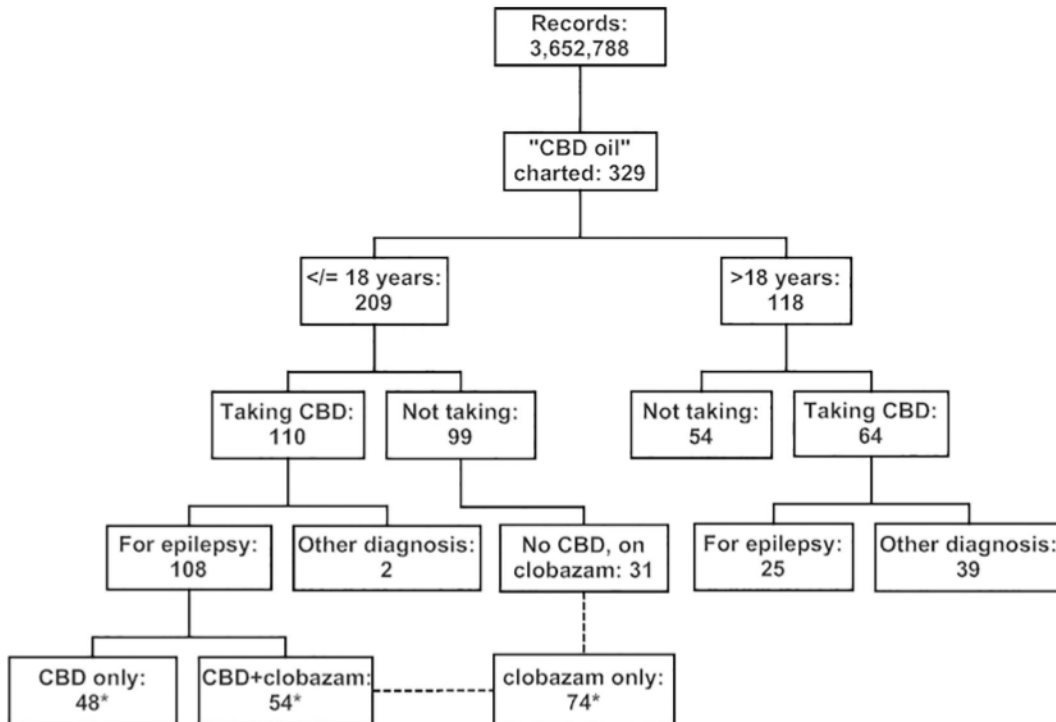 Records:
3,652,788
"CBD oil"
charted: 329
</= 18 years:
209
>18 years:
118
Taking CBD:
110
Not taking:
99
Not taking:
54
Taking CBD:
64
For epilepsy:
108
Other diagnosis:
2
No CBD, on
clobazam: 31
For epilepsy:
25
Other diagnosis:
39
CBD only:
48*
CBD+clobazam:
54*
clobazam only:
74*